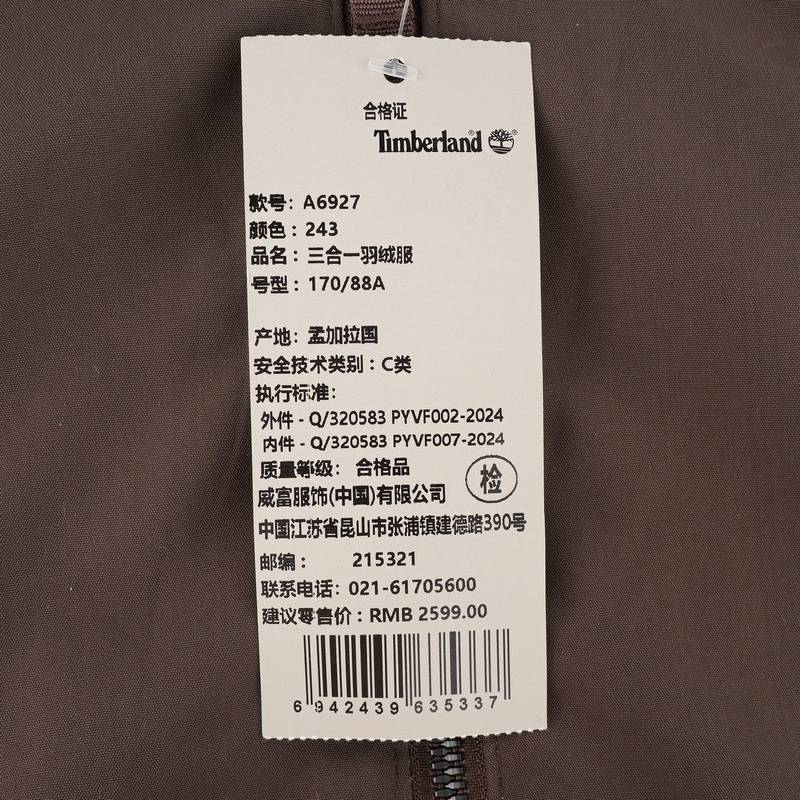 合格证
Timberland®
款号：A6927
颜色：243
品名：三合一羽绒服
号型：170/88A
产地：孟加拉国
安全技术类别：C类
执行标准：
外件 - Q/320583 PYVF002-2024
内件 - Q/320583 PYVF007-2024
质量等级： 合格品
检
威富服饰(中国)有限公司
中国江苏省昆山市张浦镇建德路390号
邮编： 215321
联系电话：021-61705600
建议零售价：RMB 2599.00
6 942439 635337